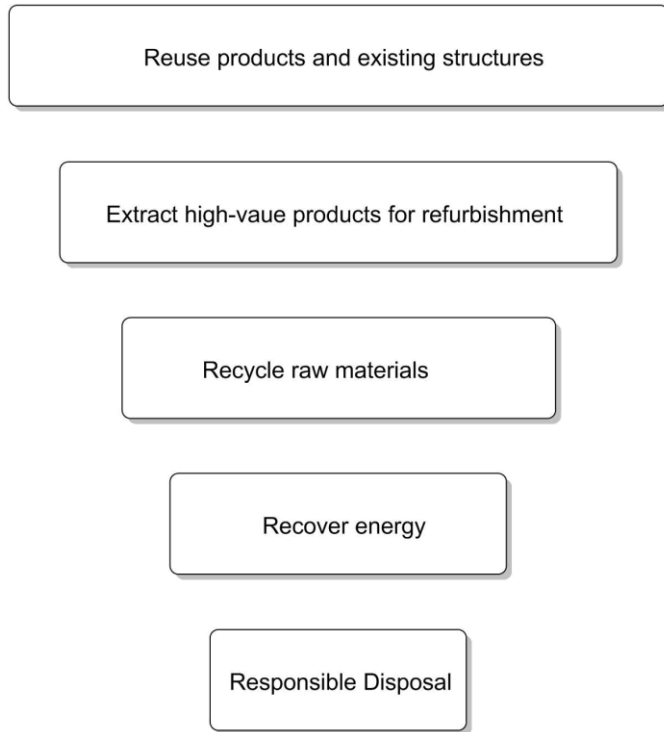 Reuse products and existing structures
Extract high-vaue products for refurbishment
Recycle raw materials
Recover energy
Responsible Disposal